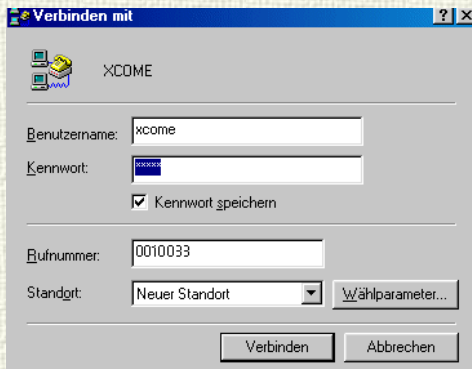 Verbinden mit
XCOME
Benutzername: xcome
Kennwort: *****
Kennwort speichern
Rufnummer: 0010033
Standort: Neuer Standort Wählparameter...
Verbinden Abbrechen